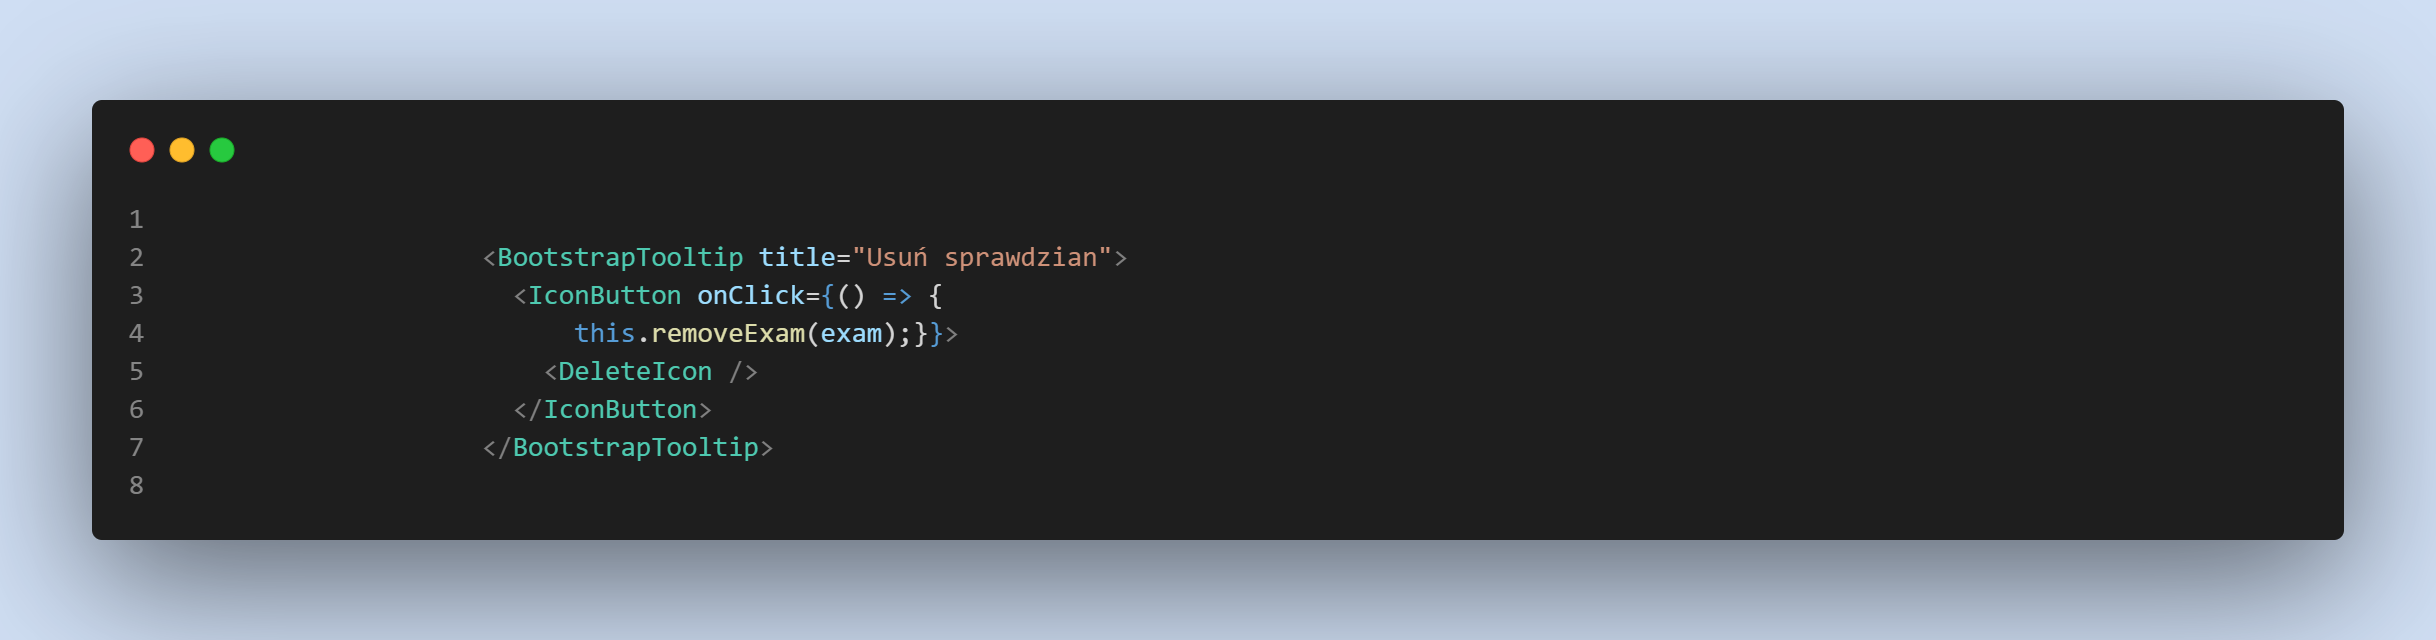 1
2 <BootstrapTooltip title="Usuń sprawdzian">
3 <IconButton onClick={() => {
4 this.removeExam(exam);}}>
5 <DeleteIcon />
6 </IconButton>
7 </BootstrapTooltip>
8